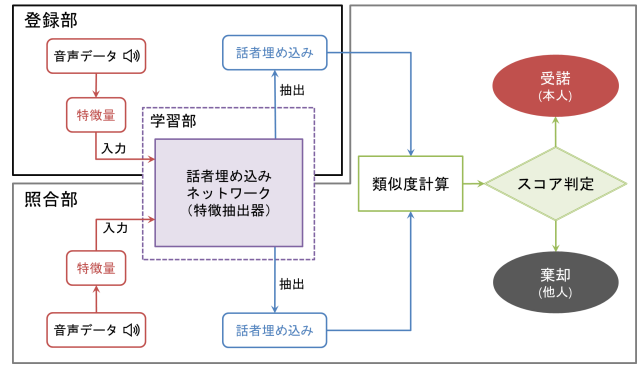 登録部
音声データ
特徴量
入力
話者埋め込み
抽出
学習部
話者埋め込み
ネットワーク
(特徴抽出器)
類似度計算
スコア判定
受諾
(本人)
棄却
(他人)
照合部
入力
特徴量
音声データ
抽出
話者埋め込み